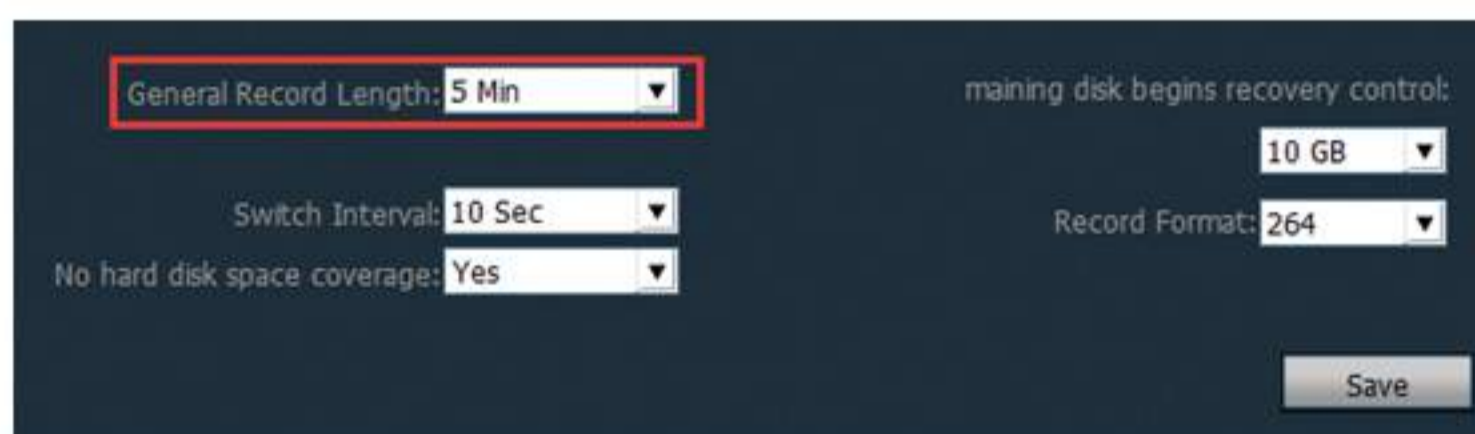 General Record Length: 5 Min
maining disk begins recovery control:
10 GB
Switch Interval: 10 Sec
Record Format: 264
No hard disk space coverage: Yes
Save